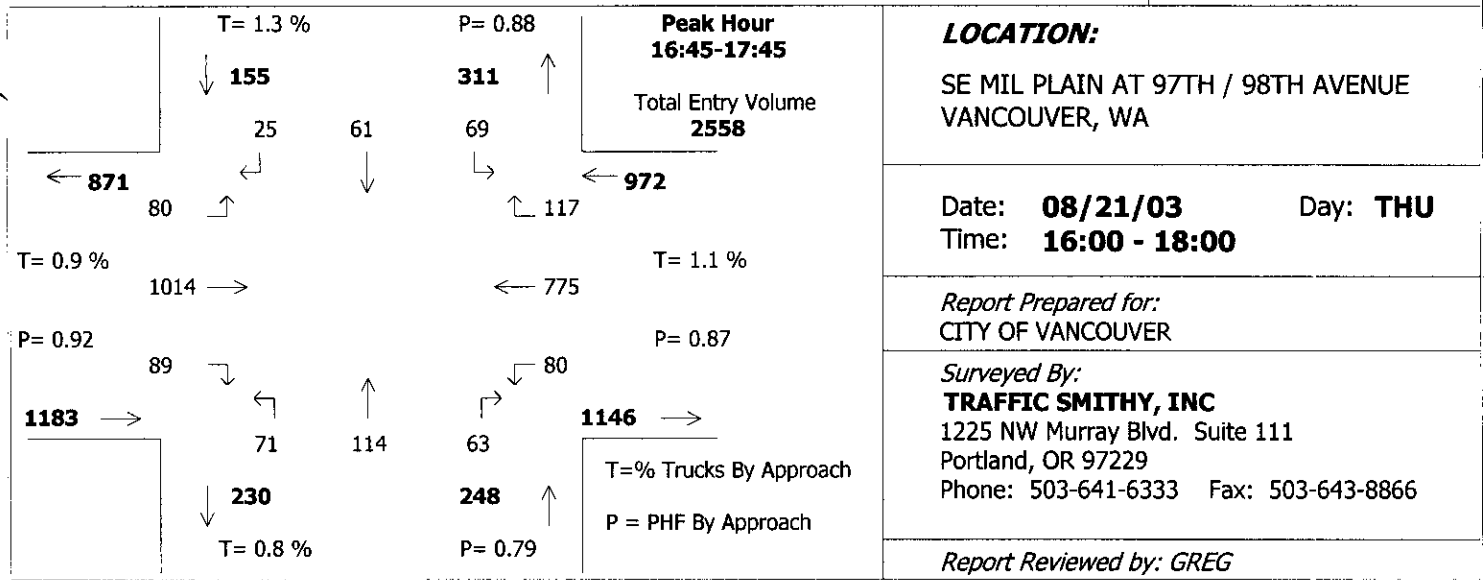 T= 1.3 %
P= 0.88
Peak Hour
16:45-17:45
155
311
Total Entry Volume
2558
25
61
69
871
972
80
117
T= 0.9 %
T= 1.1 %
1014
775
P= 0.92
P= 0.87
89
80
1183
1146
71
114
63
T=% Trucks By Approach
230
248
P = PHF By Approach
T= 0.8 %
P= 0.79
LOCATION:
SE MIL PLAIN AT 97TH / 98TH AVENUE
VANCOUVER, WA
Date: 08/21/03 Day: THU
Time: 16:00 - 18:00
Report Prepared for:
CITY OF VANCOUVER
Surveyed By:
TRAFFIC SMITHY, INC
1225 NW Murray Blvd. Suite 111
Portland, OR 97229
Phone: 503-641-6333 Fax: 503-643-8866
Report Reviewed by: GREG